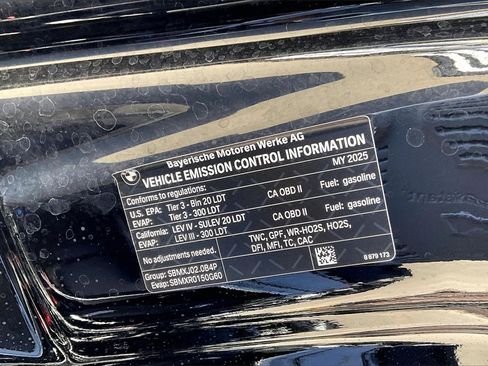 Bayerische Motoren Werke AG
VEHICLE EMISSION CONTROL INFORMATION
Conforms to regulations: MY 2025
U.S. EPA: Tier 3 - Bin 20 LDT CA OBD II Fuel: gasoline
EVAP: Tier 3 - 300 LDT
California: LEV IV - SULEV 20 LDT CA OBD II Fuel: gasoline
EVAP: LEV III - 300 LDT
No adjustments needed. TWC, GPF, WR-HO2S, HO2S,
DFI, MFI, TC, CAC
Group: SBMXJ02.0B4P
Evap: SBMXR0150G60 8 870 173